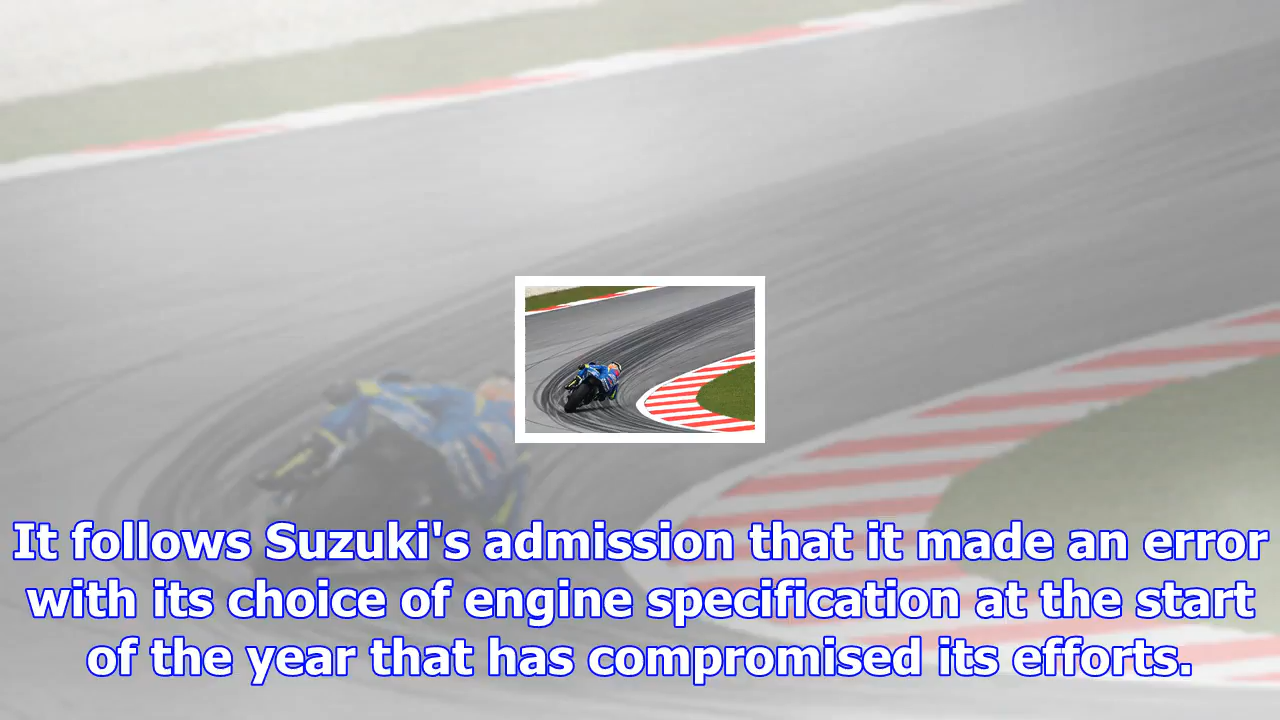 It follows Suzuki's admission that it made an error
with its choice of engine specification at the start
of the year that has compromised its efforts.